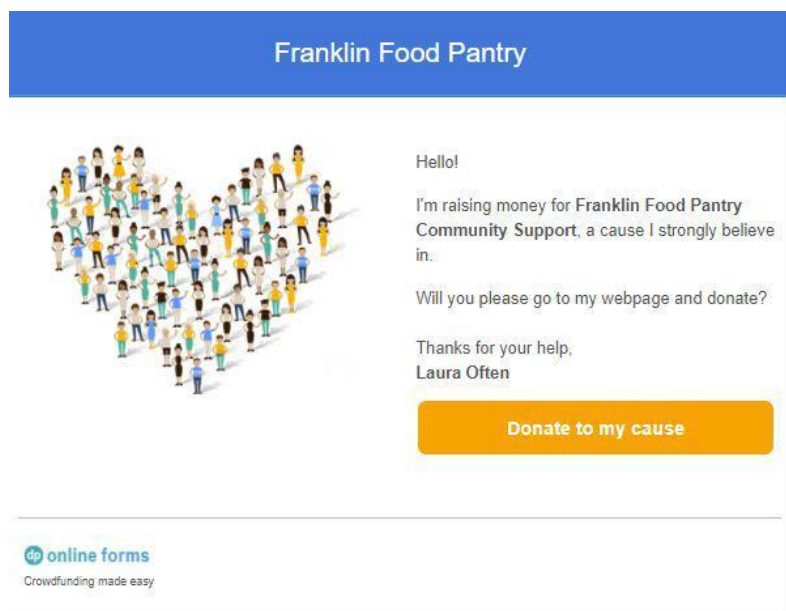 Franklin Food Pantry
Hello!
I'm raising money for Franklin Food Pantry
Community Support, a cause I strongly believe
in.
Will you please go to my webpage and donate?
Thanks for your help,
Laura Often
Donate to my cause
dp online forms
Crowdfunding made easy